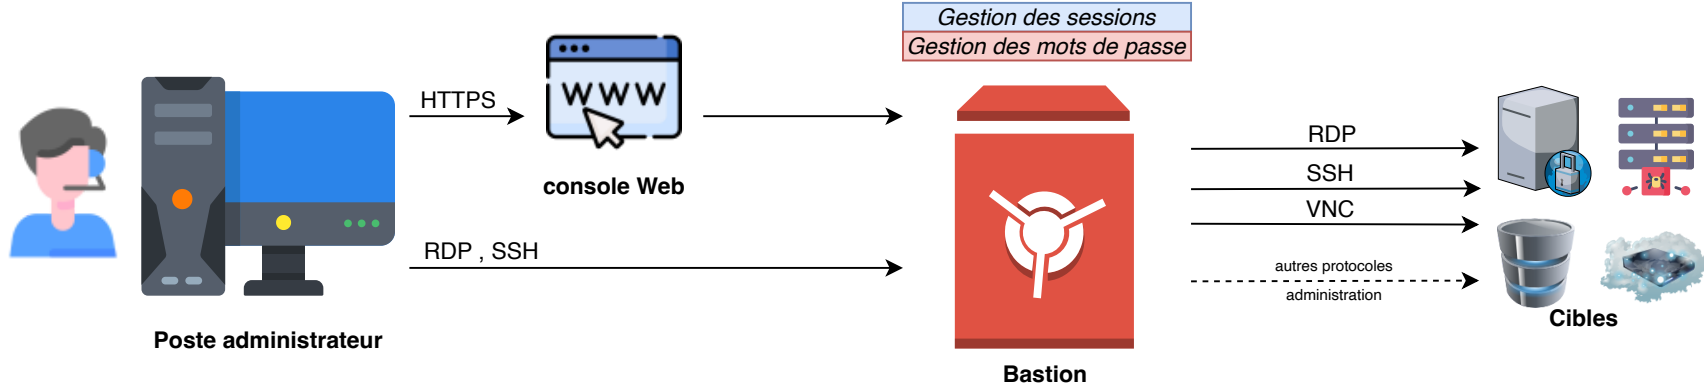 Gestion des sessions
Gestion des mots de passe
HTTPS
WWW
console Web
RDP , SSH
Poste administrateur
Bastion
RDP
SSH
VNC
autres protocoles
administration
Cibles